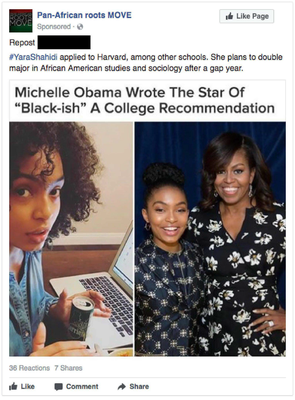 Pan-African roots MOVE
Like Page
Sponsored
Repost
#YaraShahidi applied to Harvard, among other schools. She plans to double
major in African American studies and sociology after a gap year.
Michelle Obama Wrote The Star Of
"Black-ish" A College Recommendation
36 Reactions 7 Shares
Like Comment Share